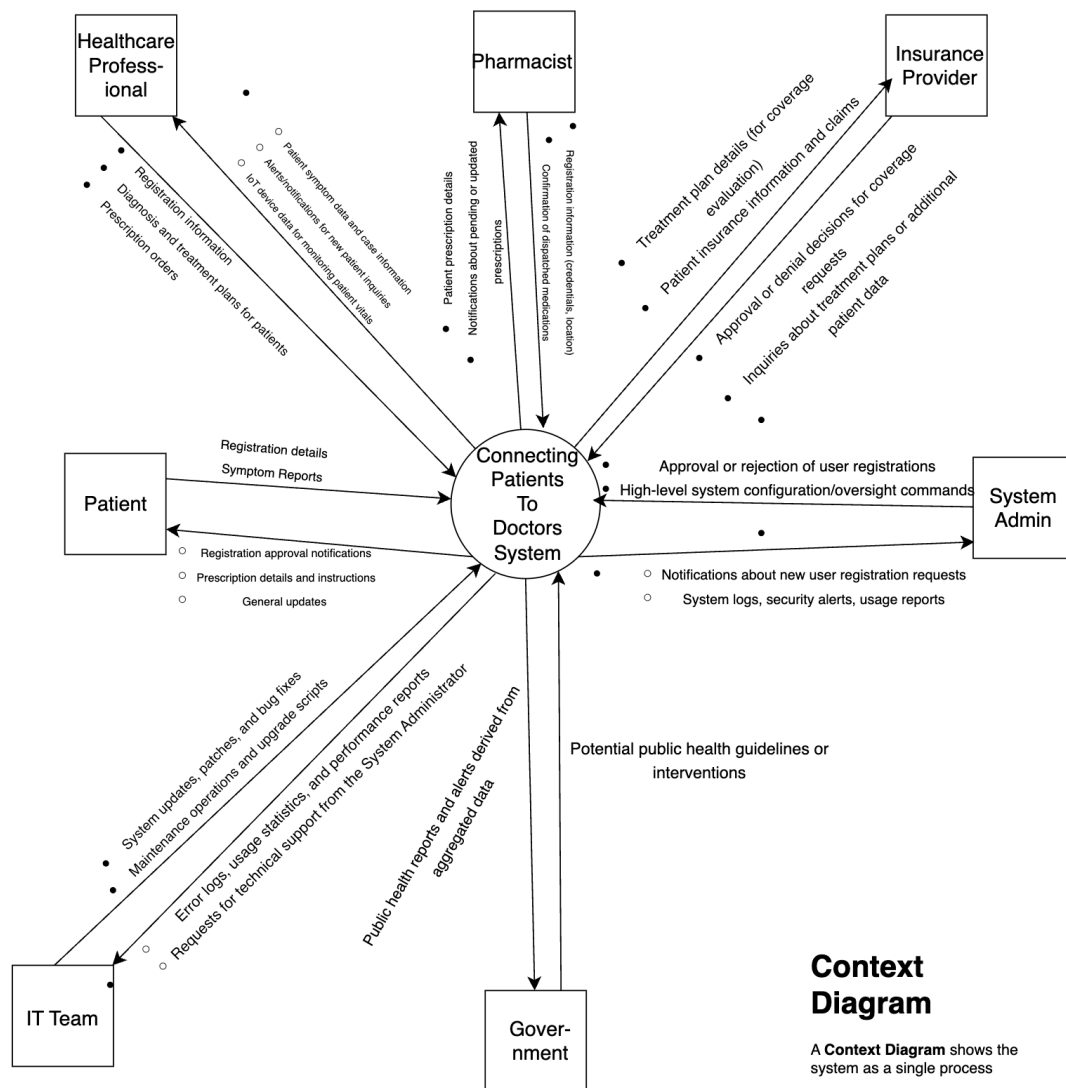 Healthcare
Profess-
ional
Pharmacist
Insurance
Provider
Registration information
Diagnosis and treatment plans for patients
Prescription orders
Patient symptom data and case information
Alerts/notifications for new patient inquiries
IoT device data for monitoring patient vitals
Patient prescription details
Notifications about pending or updated
prescriptions
Registration information (credentials, location)
Confirmation of dispatched medications
Treatment plan details (for coverage
evaluation)
Patient insurance information and claims
Approval or denial decisions for coverage
requests
Inquiries about treatment plans or additional
patient data
Patient
Registration details
Symptom Reports
Registration approval notifications
Prescription details and instructions
General updates
Connecting
Patients
To
Doctors
System
Approval or rejection of user registrations
High-level system configuration/oversight commands
System
Admin
Notifications about new user registration requests
System logs, security alerts, usage reports
System updates, patches, and bug fixes
Maintenance operations and upgrade scripts
Error logs, usage statistics, and performance reports
Requests for technical support from the System Administrator
Public health reports and alerts derived from
aggregated data
Potential public health guidelines or
interventions
IT Team
Gover-
nment
Context
Diagram
A Context Diagram shows the
system as a single process